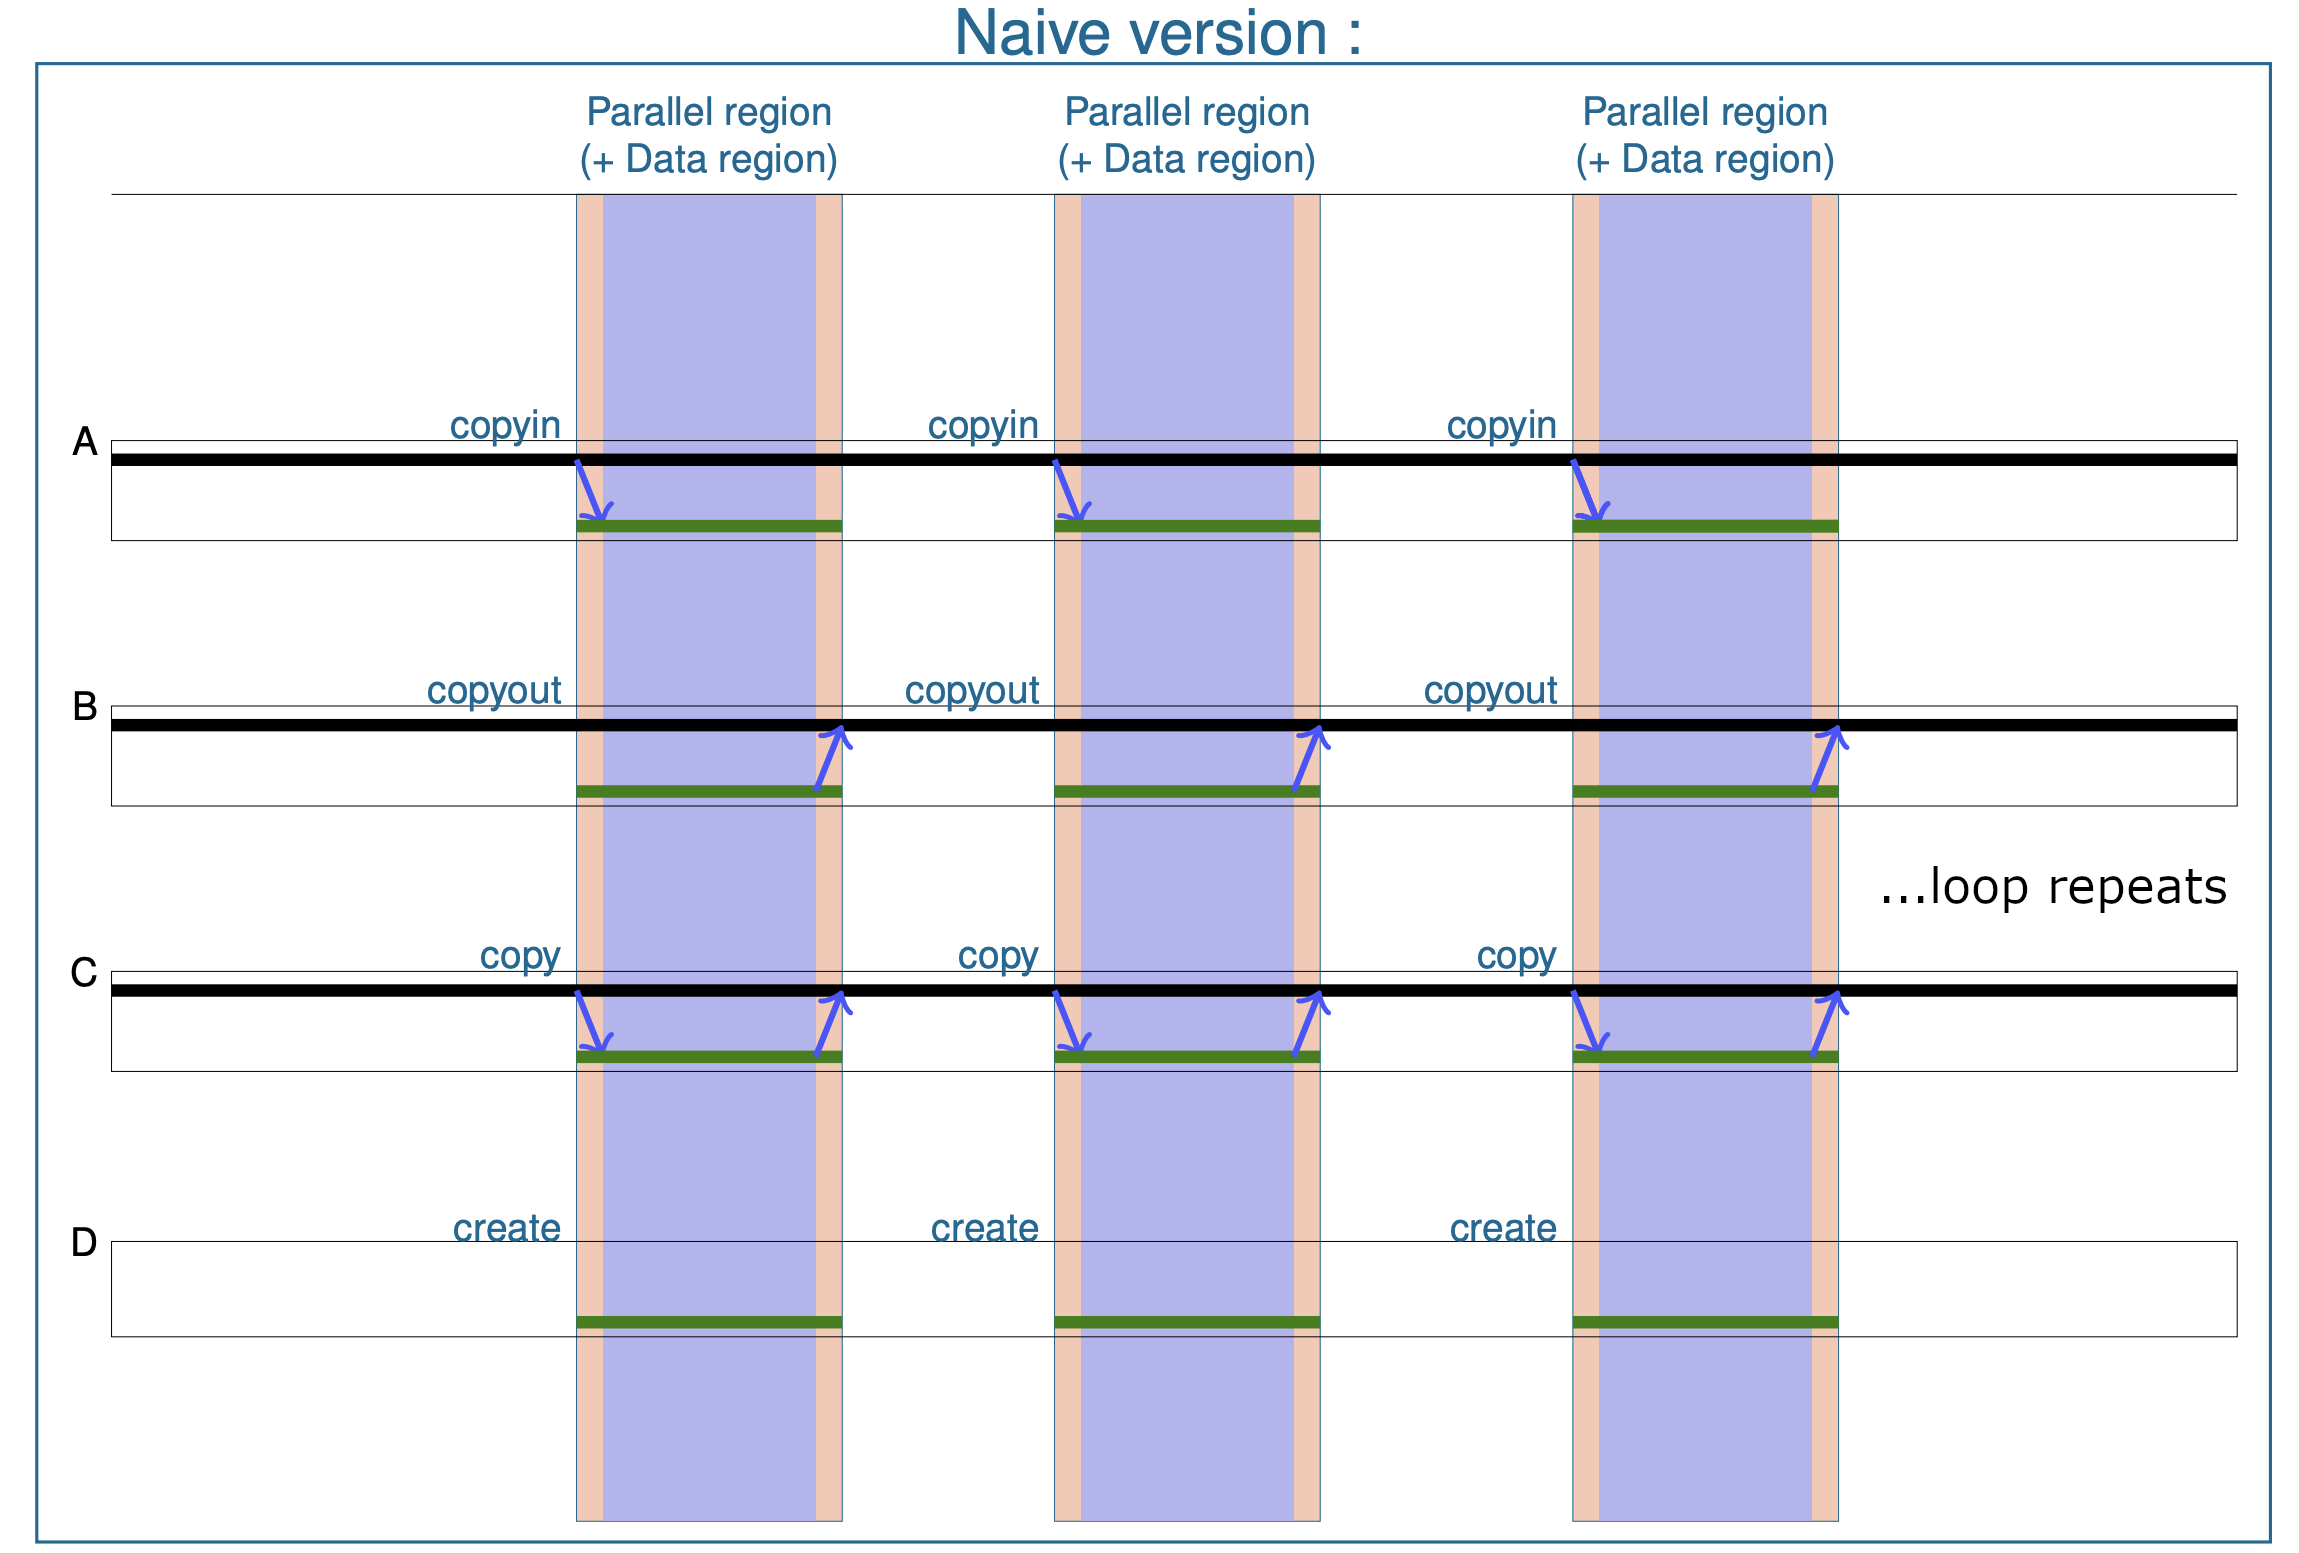 Naive version :
Parallel region
(+ Data region)
Parallel region
(+ Data region)
Parallel region
(+ Data region)
copyin
copyin
copyin
A
copyout
copyout
copyout
B
...loop repeats
copy
copy
copy
C
create
create
create
D